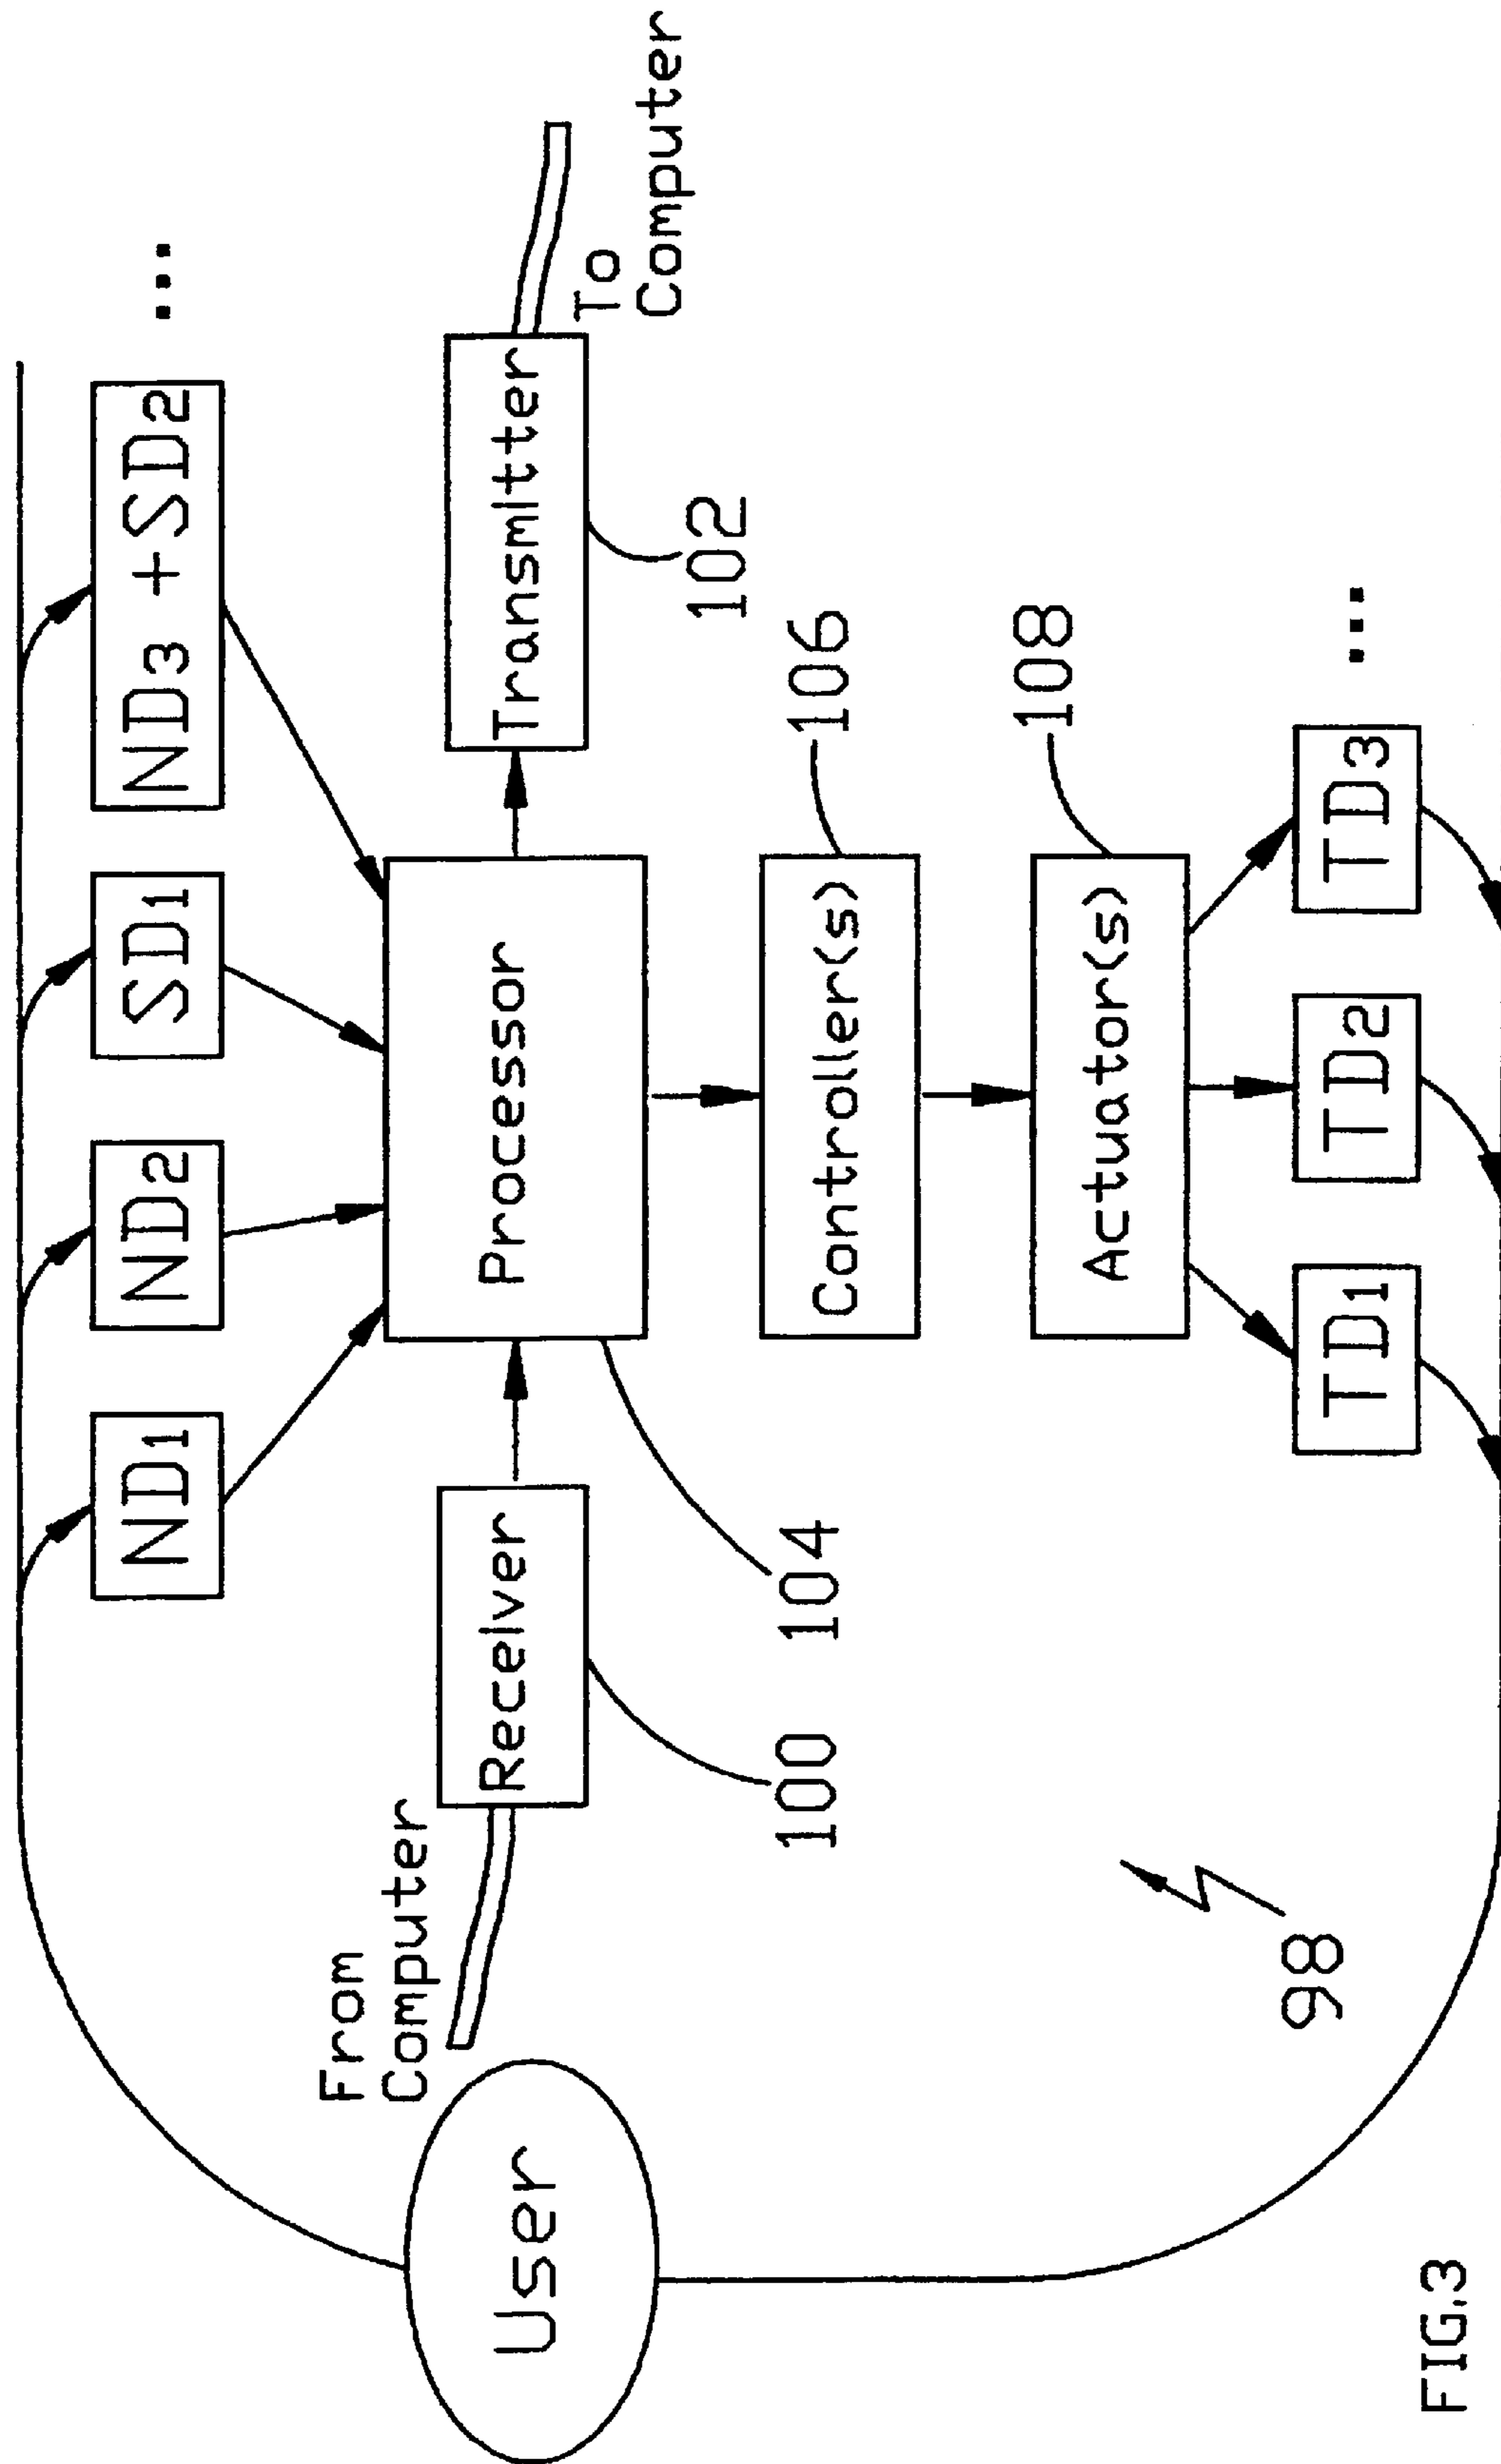 ND1
ND2
SD1
ND3 +SD2
...
From
Computer
User
Receiver
Processor
Transmitter
To
Computer
100
104
102
Controller(s)
106
Actuator(s)
108
98
TD1
TD2
TD3
...
FIG.3